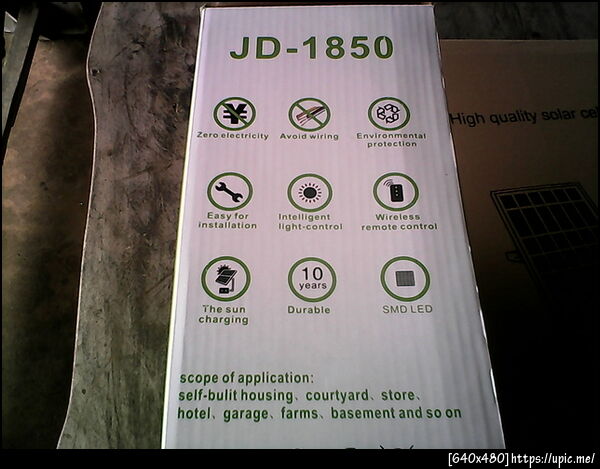 JD-1850
High quality solar
Zero electricity
Avoid wiring
Environmental
protection
Easy for
installation
Intelligent
light-control
Wireless
remote control
The sun
charging
10
years
Durable
SMD LED
scope of application:
self-bulit housing、courtyard、store、
hotel、garage、farms、basement and so on
[640x480]https://upic.me/